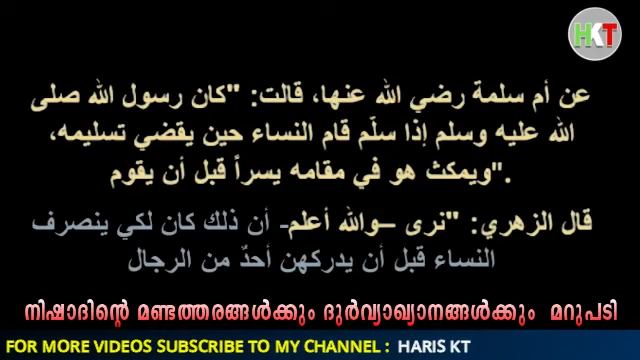 HKT
عن أم سلمة رضي الله عنها، قالت: "كان رسول الله صلى
الله عليه وسلم إذا سلّم قام النساء حين يقضي تسليمه،
ويمكث هو في مقامه يسراً قبل أن يقوم".
قال الزهري: "نرى –والله أعلم- أن ذلك كان لكي ينصرف
النساء قبل أن يدركهن أحدٌ من الرجال
നിഷാദിന്റെ മണ്ടത്തരങ്ങൾക്കും ദുർവ്യാഖ്യാനങ്ങൾക്കും മറുപടി
FOR MORE VIDEOS SUBSCRIBE TO MY CHANNEL : HARIS KT